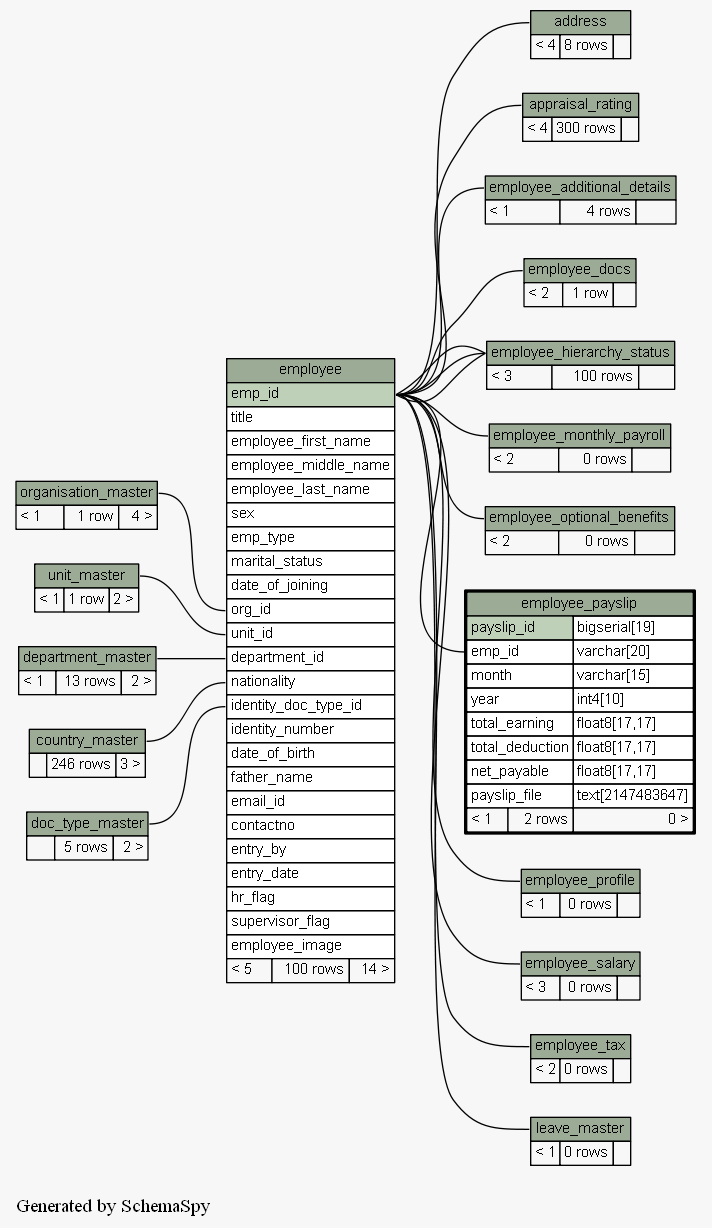 address
< 4 8 rows
appraisal_rating
< 4 300 rows
employee_additional_details
< 1 4 rows
employee_docs
< 2 1 row
employee_hierarchy_status
< 3 100 rows
employee_monthly_payroll
< 2 0 rows
employee_optional_benefits
< 2 0 rows
employee
emp_id
title
employee_first_name
employee_middle_name
employee_last_name
sex
emp_type
marital_status
date_of_joining
org_id
unit_id
department_id
nationality
identity_doc_type_id
identity_number
date_of_birth
father_name
email_id
contactno
entry_by
entry_date
hr_flag
supervisor_flag
employee_image
< 5 100 rows 14 >
organisation_master
< 1 1 row 4 >
unit_master
< 1 1 row 2 >
department_master
< 1 13 rows 2 >
country_master
246 rows 3 >
doc_type_master
5 rows 2 >
employee_payslip
payslip_id bigserial[19]
emp_id varchar[20]
month varchar[15]
year int4[10]
total_earning float8[17,17]
total_deduction float8[17,17]
net_payable float8[17,17]
payslip_file text[2147483647]
< 1 2 rows 0 >
employee_profile
< 1 0 rows
employee_salary
< 3 0 rows
employee_tax
< 2 0 rows
leave_master
< 1 0 rows
Generated by SchemaSpy